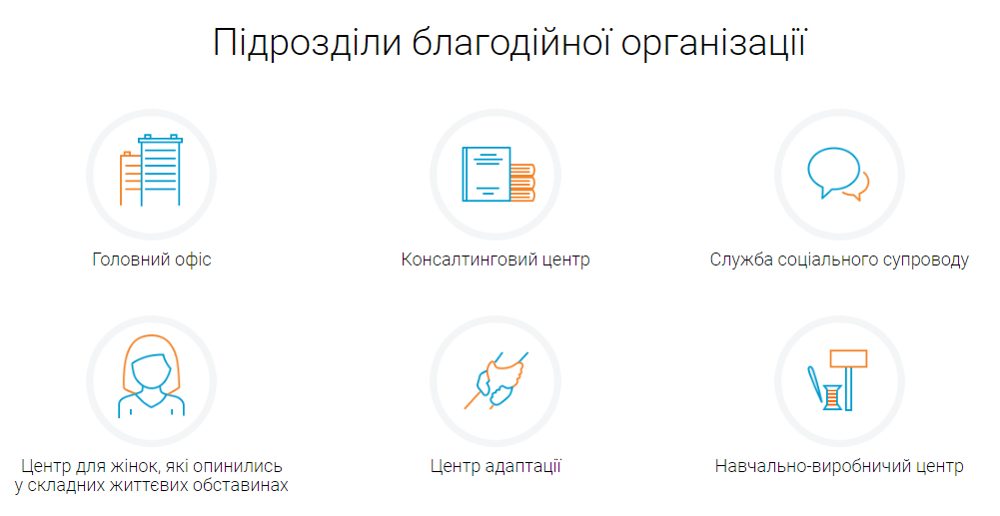 Підрозділи благодійної організації
Головний офіс
Консалтинговий центр
Служба соціального супроводу
Центр для жінок, які опинились
у складних життєвих обставинах
Центр адаптації
Навчально-виробничий центр